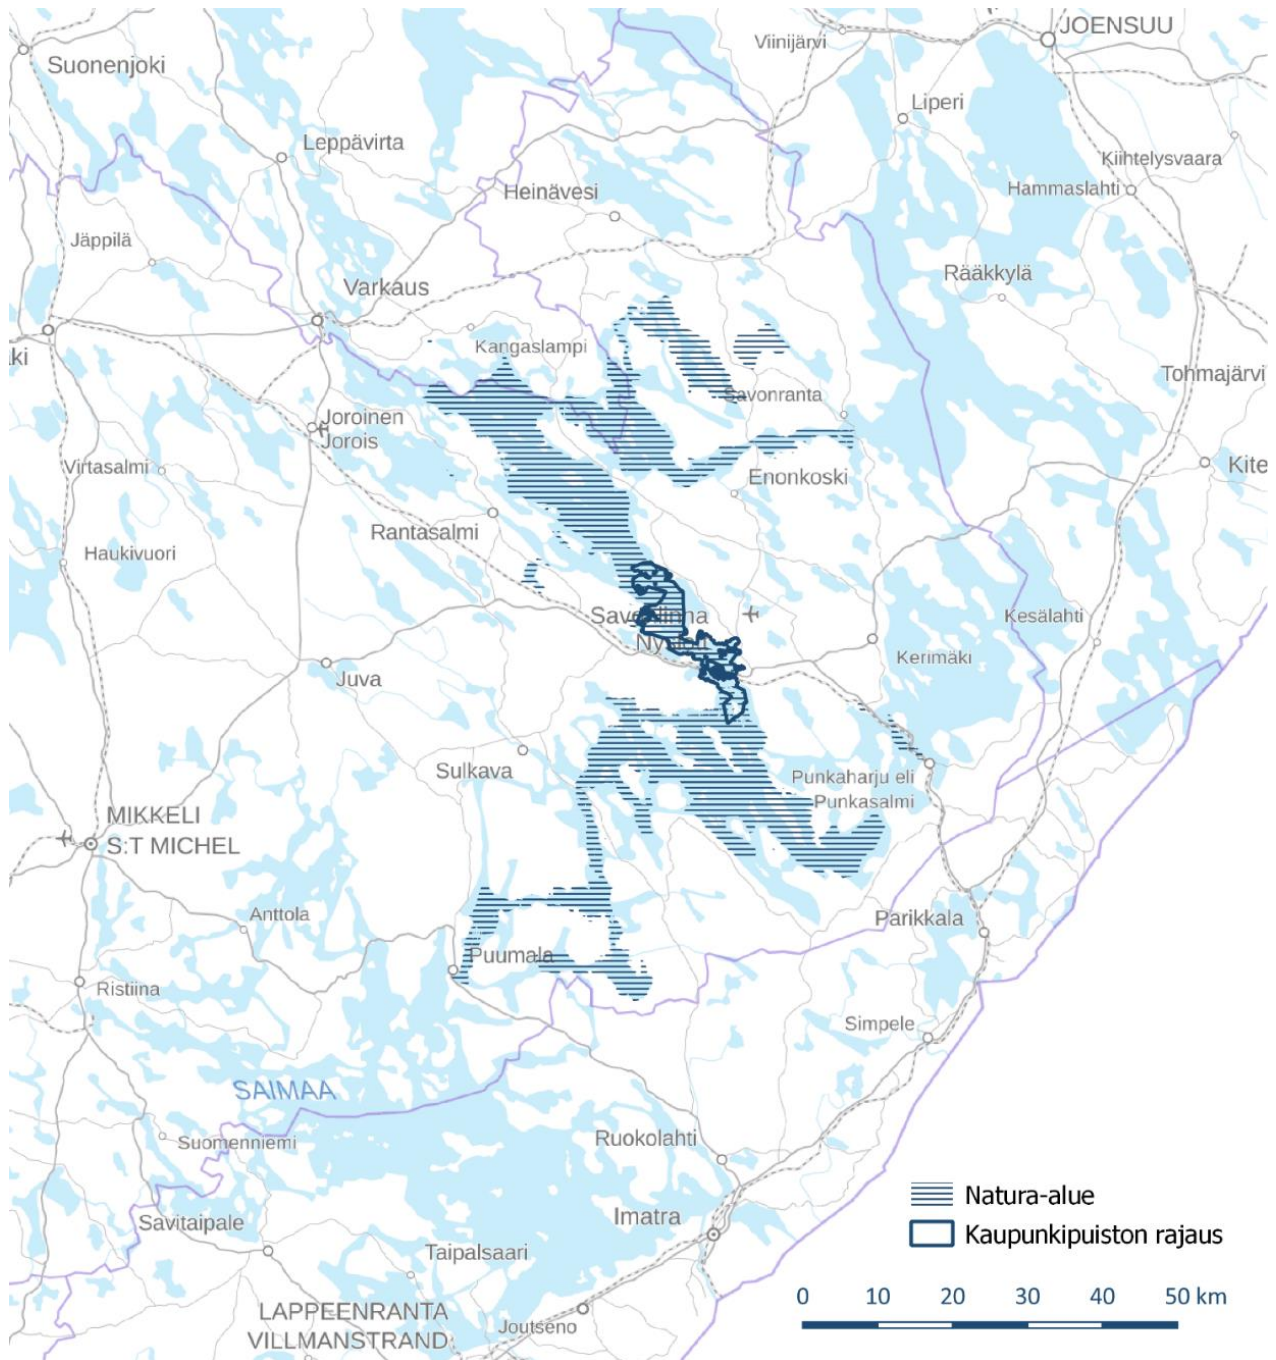 JOENSUU
Viinijärvi
Suonenjoki
Liperi
Leppävirta
Kiihtelysvaara
Heinävesi
Hammaslahti
Jäppilä
Rääkkylä
Varkaus
Kangaslampi
ki
Tohmajärvi
Savonranta
Joroinen
Jorois
Virtasalmi
Enonkoski
Kite
Rantasalmi
Haukivuori
Savonlinna
Kesälahti
Kerimäki
Juva
Sulkava
Punkaharju eli
Punkasalmi
MIKKELI
S:T MICHEL
Anttola
Parikkala
Puumala
Ristiina
Simpele
SAIMAA
Suomenniemi
Ruokolahti
Natura-alue
Imatra
Kaupunkipuiston rajaus
Savitaipale
Taipalsaari
0 10 20 30 40 50 km
LAPPEENRANTA
VILLMANSTRAND
Joutseno